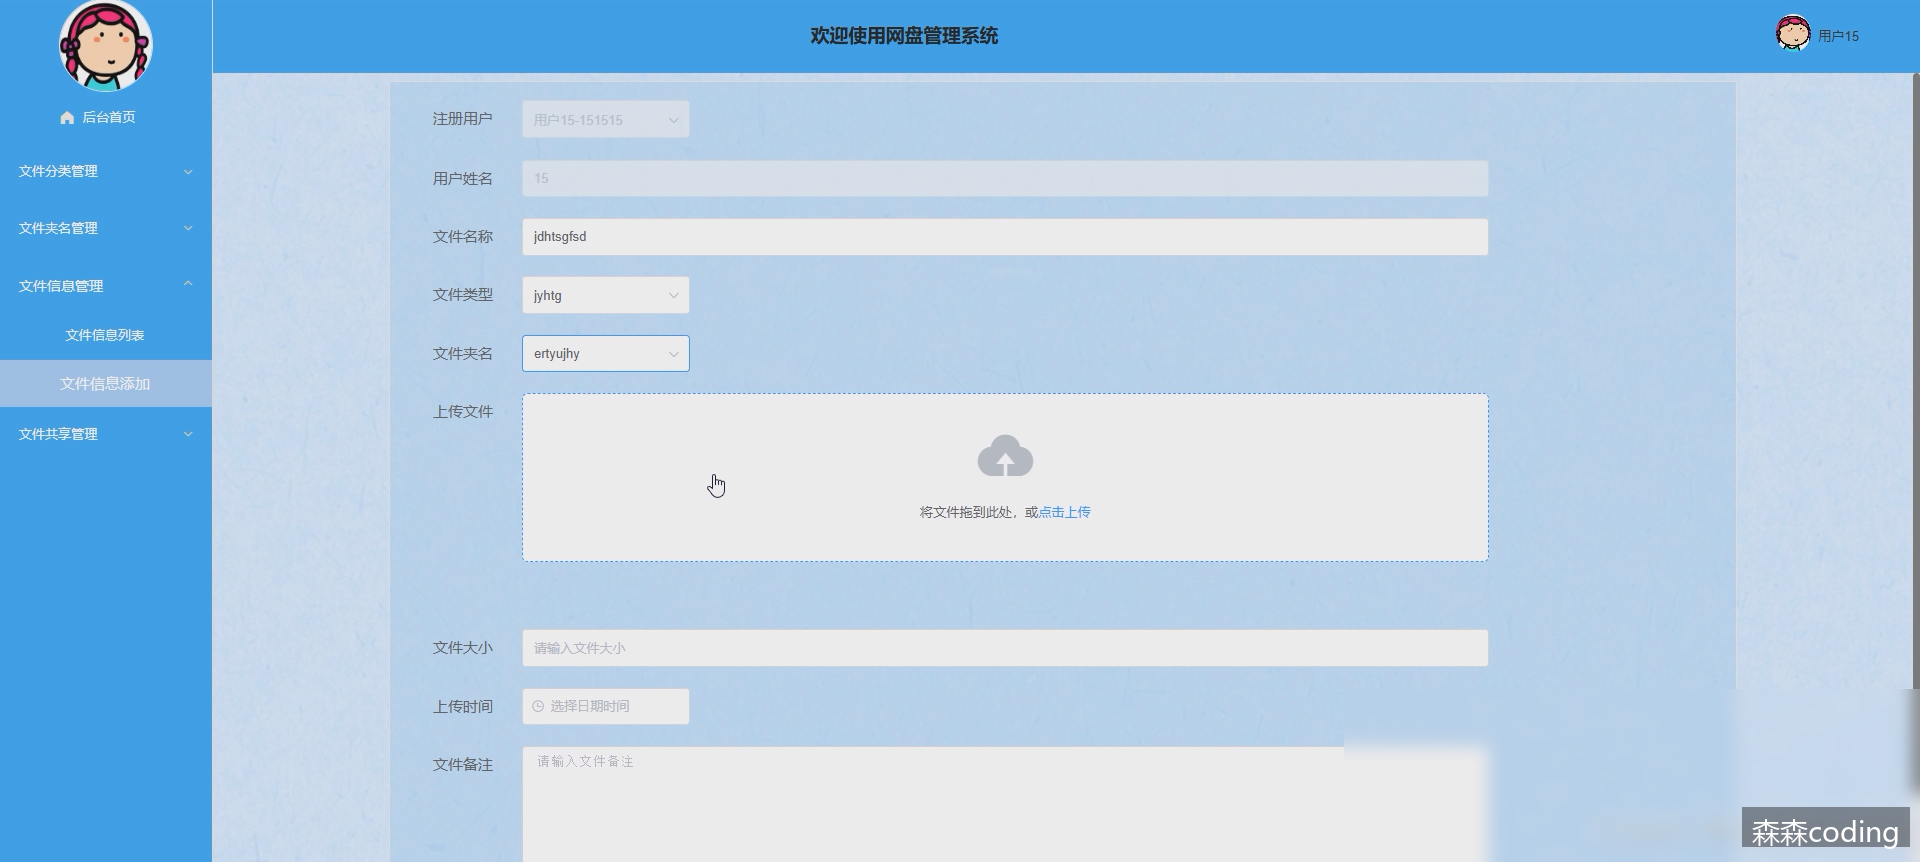 欢迎使用网盘管理系统
用户15
后台首页
文件分类管理
文件夹名管理
文件信息管理
文件信息列表
文件信息添加
文件共享管理
注册用户
用户15-151515
用户姓名
15
文件名称
jdhtsgfsd
文件类型
jyhtg
文件夹名
ertyujhy
上传文件
将文件拖到此处，或点击上传
文件大小
请输入文件大小
上传时间
选择日期时间
文件备注
请输入文件备注
森森coding